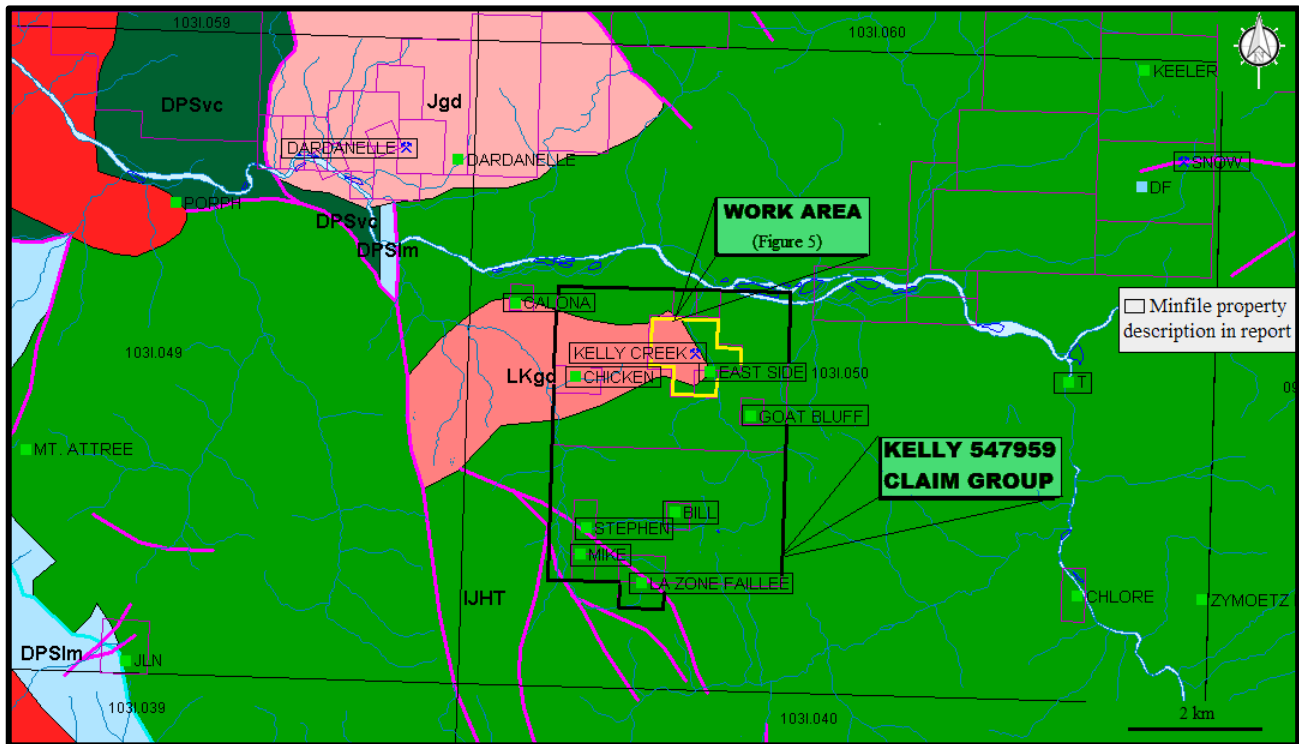 103I.059
103I.060
KEELER
DPSvc
Jgd
DARDANELLE
DARDANELLE
SNOW
DF
PORPH
WORK AREA
(Figure 5)
DPSvc
DPSlm
CALONA
Minfile property
description in report
103I.049
KELLY CREEK
EAST SIDE
103I.050
LKgd
CHICKEN
T
09
GOAT BLUFF
MT. ATTREE
KELLY 547959
CLAIM GROUP
BILL
STEPHEN
MIKE
LA ZONE FAILLEE
IJHT
CHLORE
ZYMOETZ
DPSlm
JLN
103I.039
103I.040
2 km